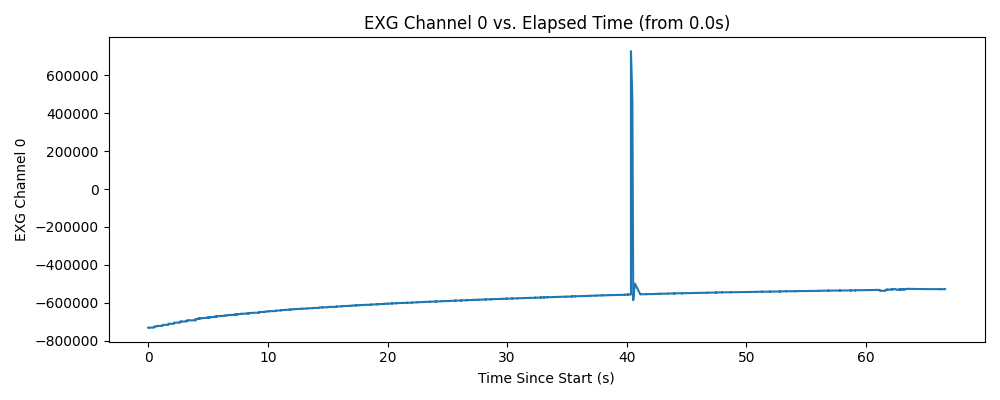 EXG Channel 0 vs. Elapsed Time (from 0.0s)
EXG Channel 0
600000
400000
200000
0
−200000
−400000
−600000
−800000
0 10 20 30 40 50 60
Time Since Start (s)